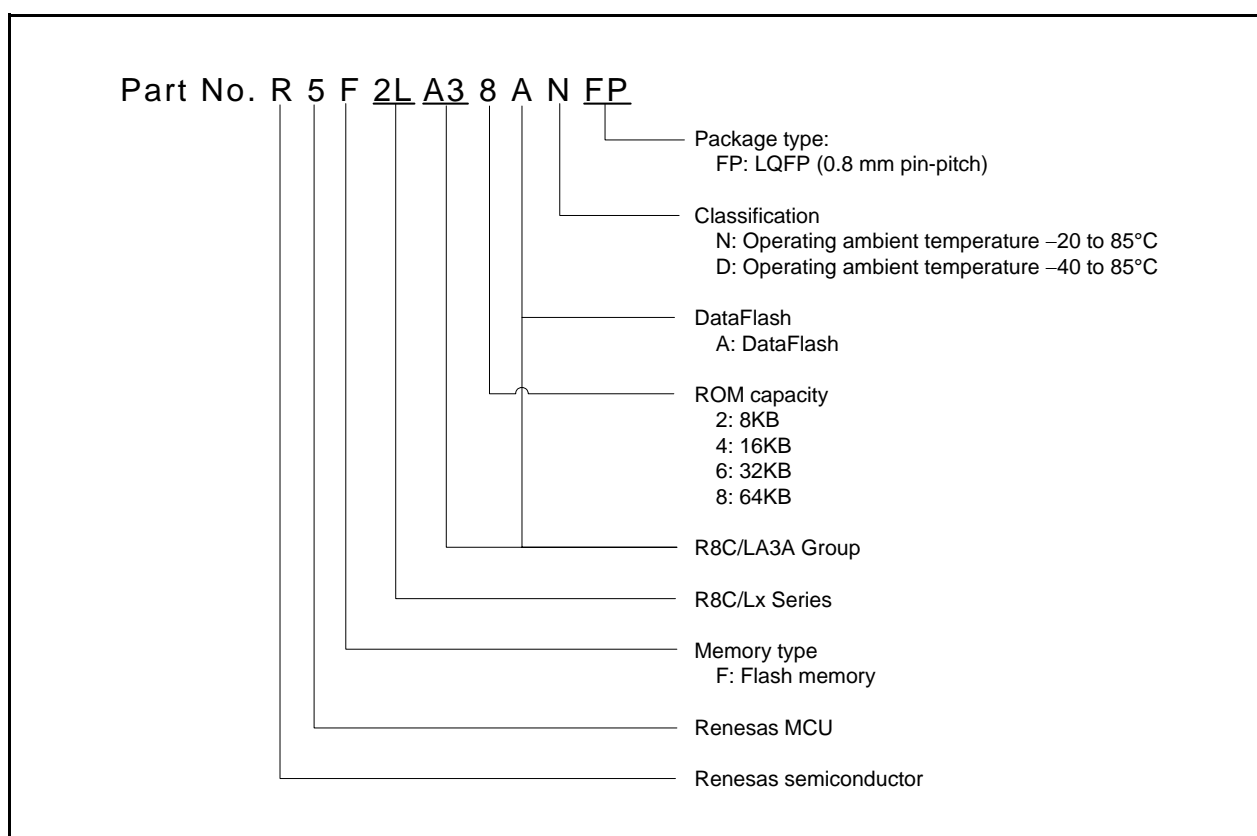 Part No. R 5 F 2L A3 8 A N FP
Package type:
FP: LQFP (0.8 mm pin-pitch)
Classification
N: Operating ambient temperature −20 to 85°C
D: Operating ambient temperature −40 to 85°C
DataFlash
A: DataFlash
ROM capacity
2: 8KB
4: 16KB
6: 32KB
8: 64KB
R8C/LA3A Group
R8C/Lx Series
Memory type
F: Flash memory
Renesas MCU
Renesas semiconductor